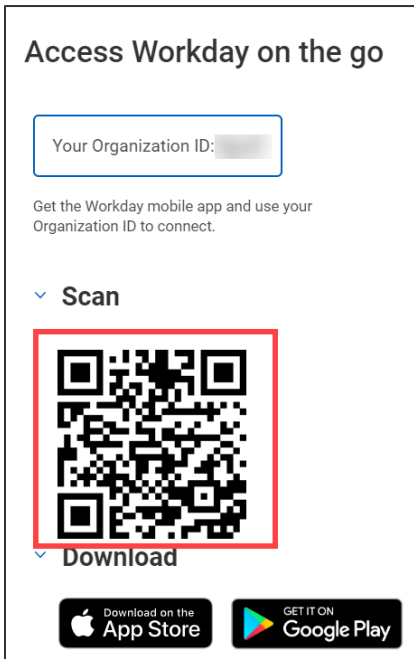 Access Workday on the go
Your Organization ID:
Get the Workday mobile app and use your
Organization ID to connect.
Scan
Download
Download on the
App Store
GET IT ON
Google Play